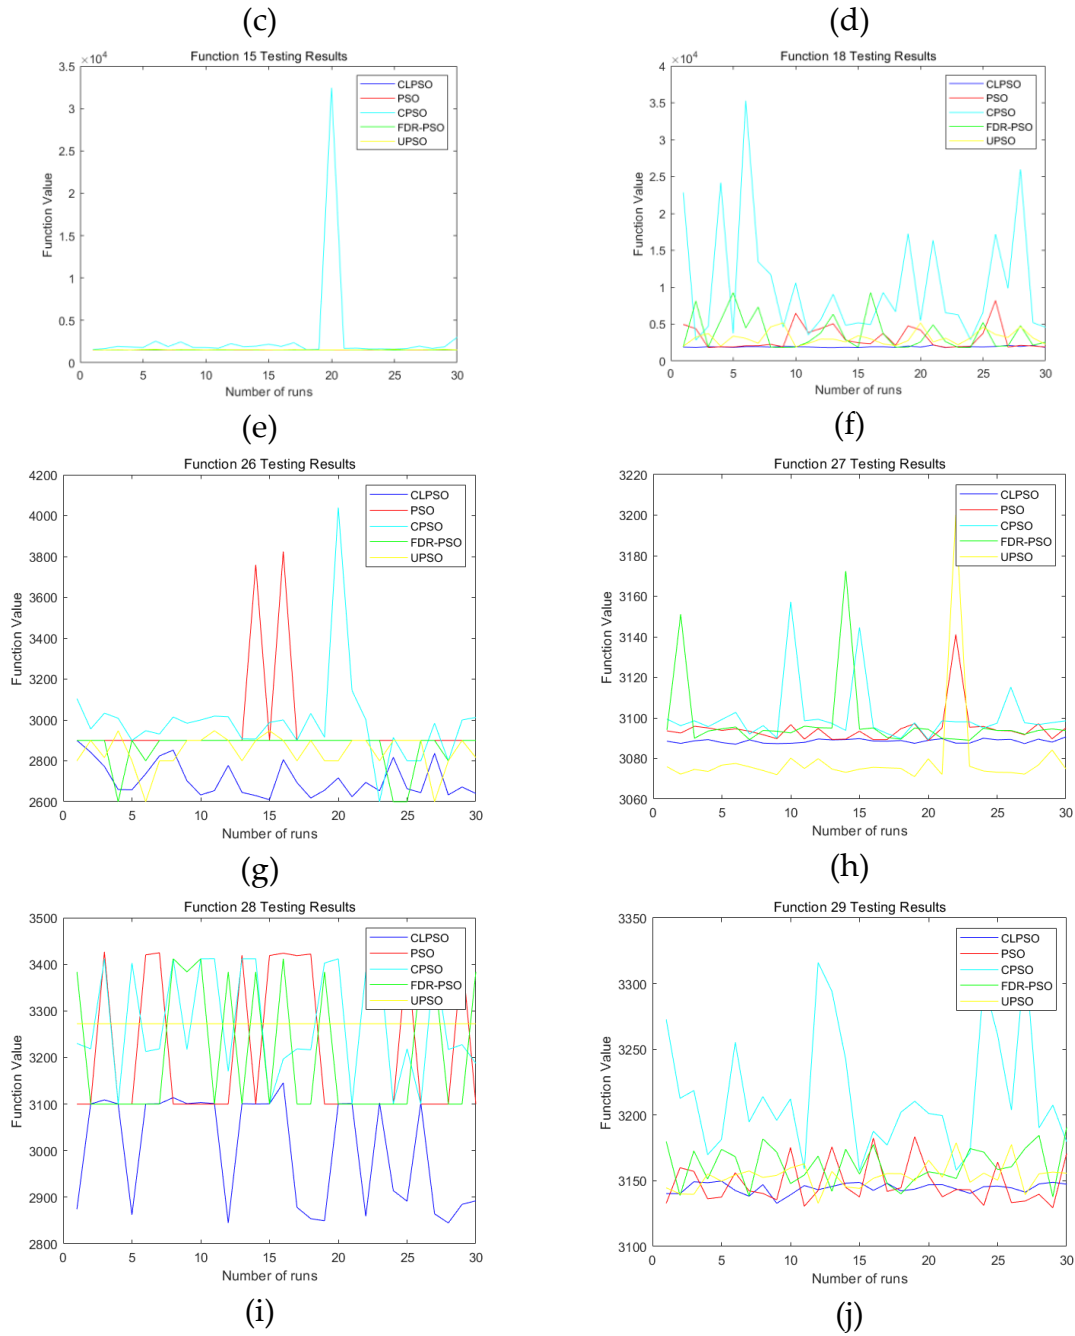 (c)
(d)
Function 15 Testing Results
×10^4
3.5
3
2.5
2
1.5
1
0.5
0
Function Value
0 5 10 15 20 25 30
Number of runs
CLPSO
PSO
CPSO
FDR-PSO
UPSO
Function 18 Testing Results
×10^4
4
3.5
3
2.5
2
1.5
1
0.5
0
Function Value
0 5 10 15 20 25 30
Number of runs
CLPSO
PSO
CPSO
FDR-PSO
UPSO
(e)
(f)
Function 26 Testing Results
4200
4000
3800
3600
3400
3200
3000
2800
2600
Function Value
0 5 10 15 20 25 30
Number of runs
CLPSO
PSO
CPSO
FDR-PSO
UPSO
Function 27 Testing Results
3220
3200
3180
3160
3140
3120
3100
3080
3060
Function Value
0 5 10 15 20 25 30
Number of runs
CLPSO
PSO
CPSO
FDR-PSO
UPSO
(g)
(h)
Function 28 Testing Results
3500
3400
3300
3200
3100
3000
2900
2800
Function Value
0 5 10 15 20 25 30
Number of runs
CLPSO
PSO
CPSO
FDR-PSO
UPSO
Function 29 Testing Results
3350
3300
3250
3200
3150
3100
Function Value
0 5 10 15 20 25 30
Number of runs
CLPSO
PSO
CPSO
FDR-PSO
UPSO
(i)
(j)